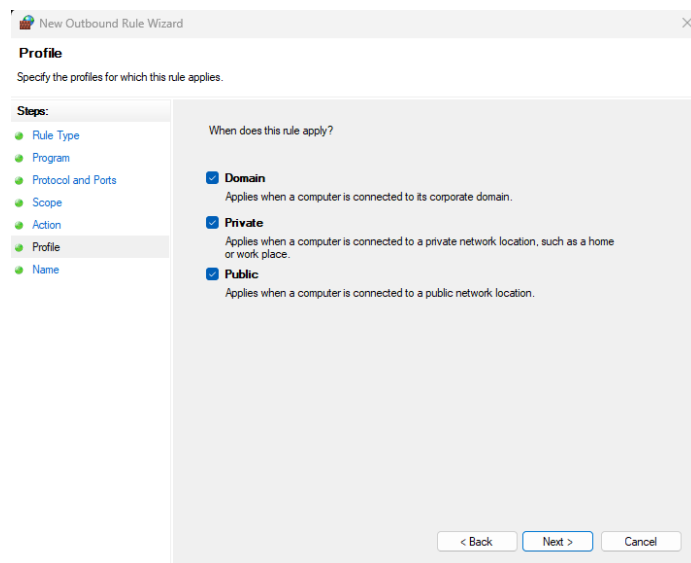 New Outbound Rule Wizard
Profile
Specify the profiles for which this rule applies.
Steps:
Rule Type
Program
Protocol and Ports
Scope
Action
Profile
Name
When does this rule apply?
Domain
Applies when a computer is connected to its corporate domain.
Private
Applies when a computer is connected to a private network location, such as a home
or work place.
Public
Applies when a computer is connected to a public network location.
< Back
Next >
Cancel